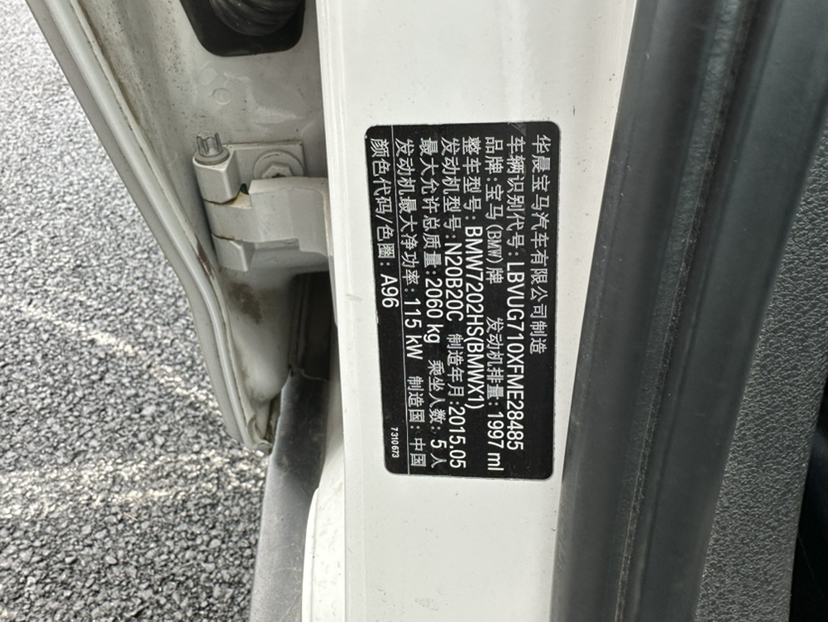 华晨宝马汽车有限公司制造
车辆识别代号: LBVUG710XFME28485
品牌: 宝马(BMW)牌 发动机排量: 1997 ml
整车型号: BMW7202HS(BMWX1)
发动机型号: N20B20C 制造年月: 2015.05
最大允许总质量: 2060 kg 乘坐人数: 5 人
发动机最大净功率: 115 kW 制造国: 中国
颜色代码/色圈: A96
7 310 673